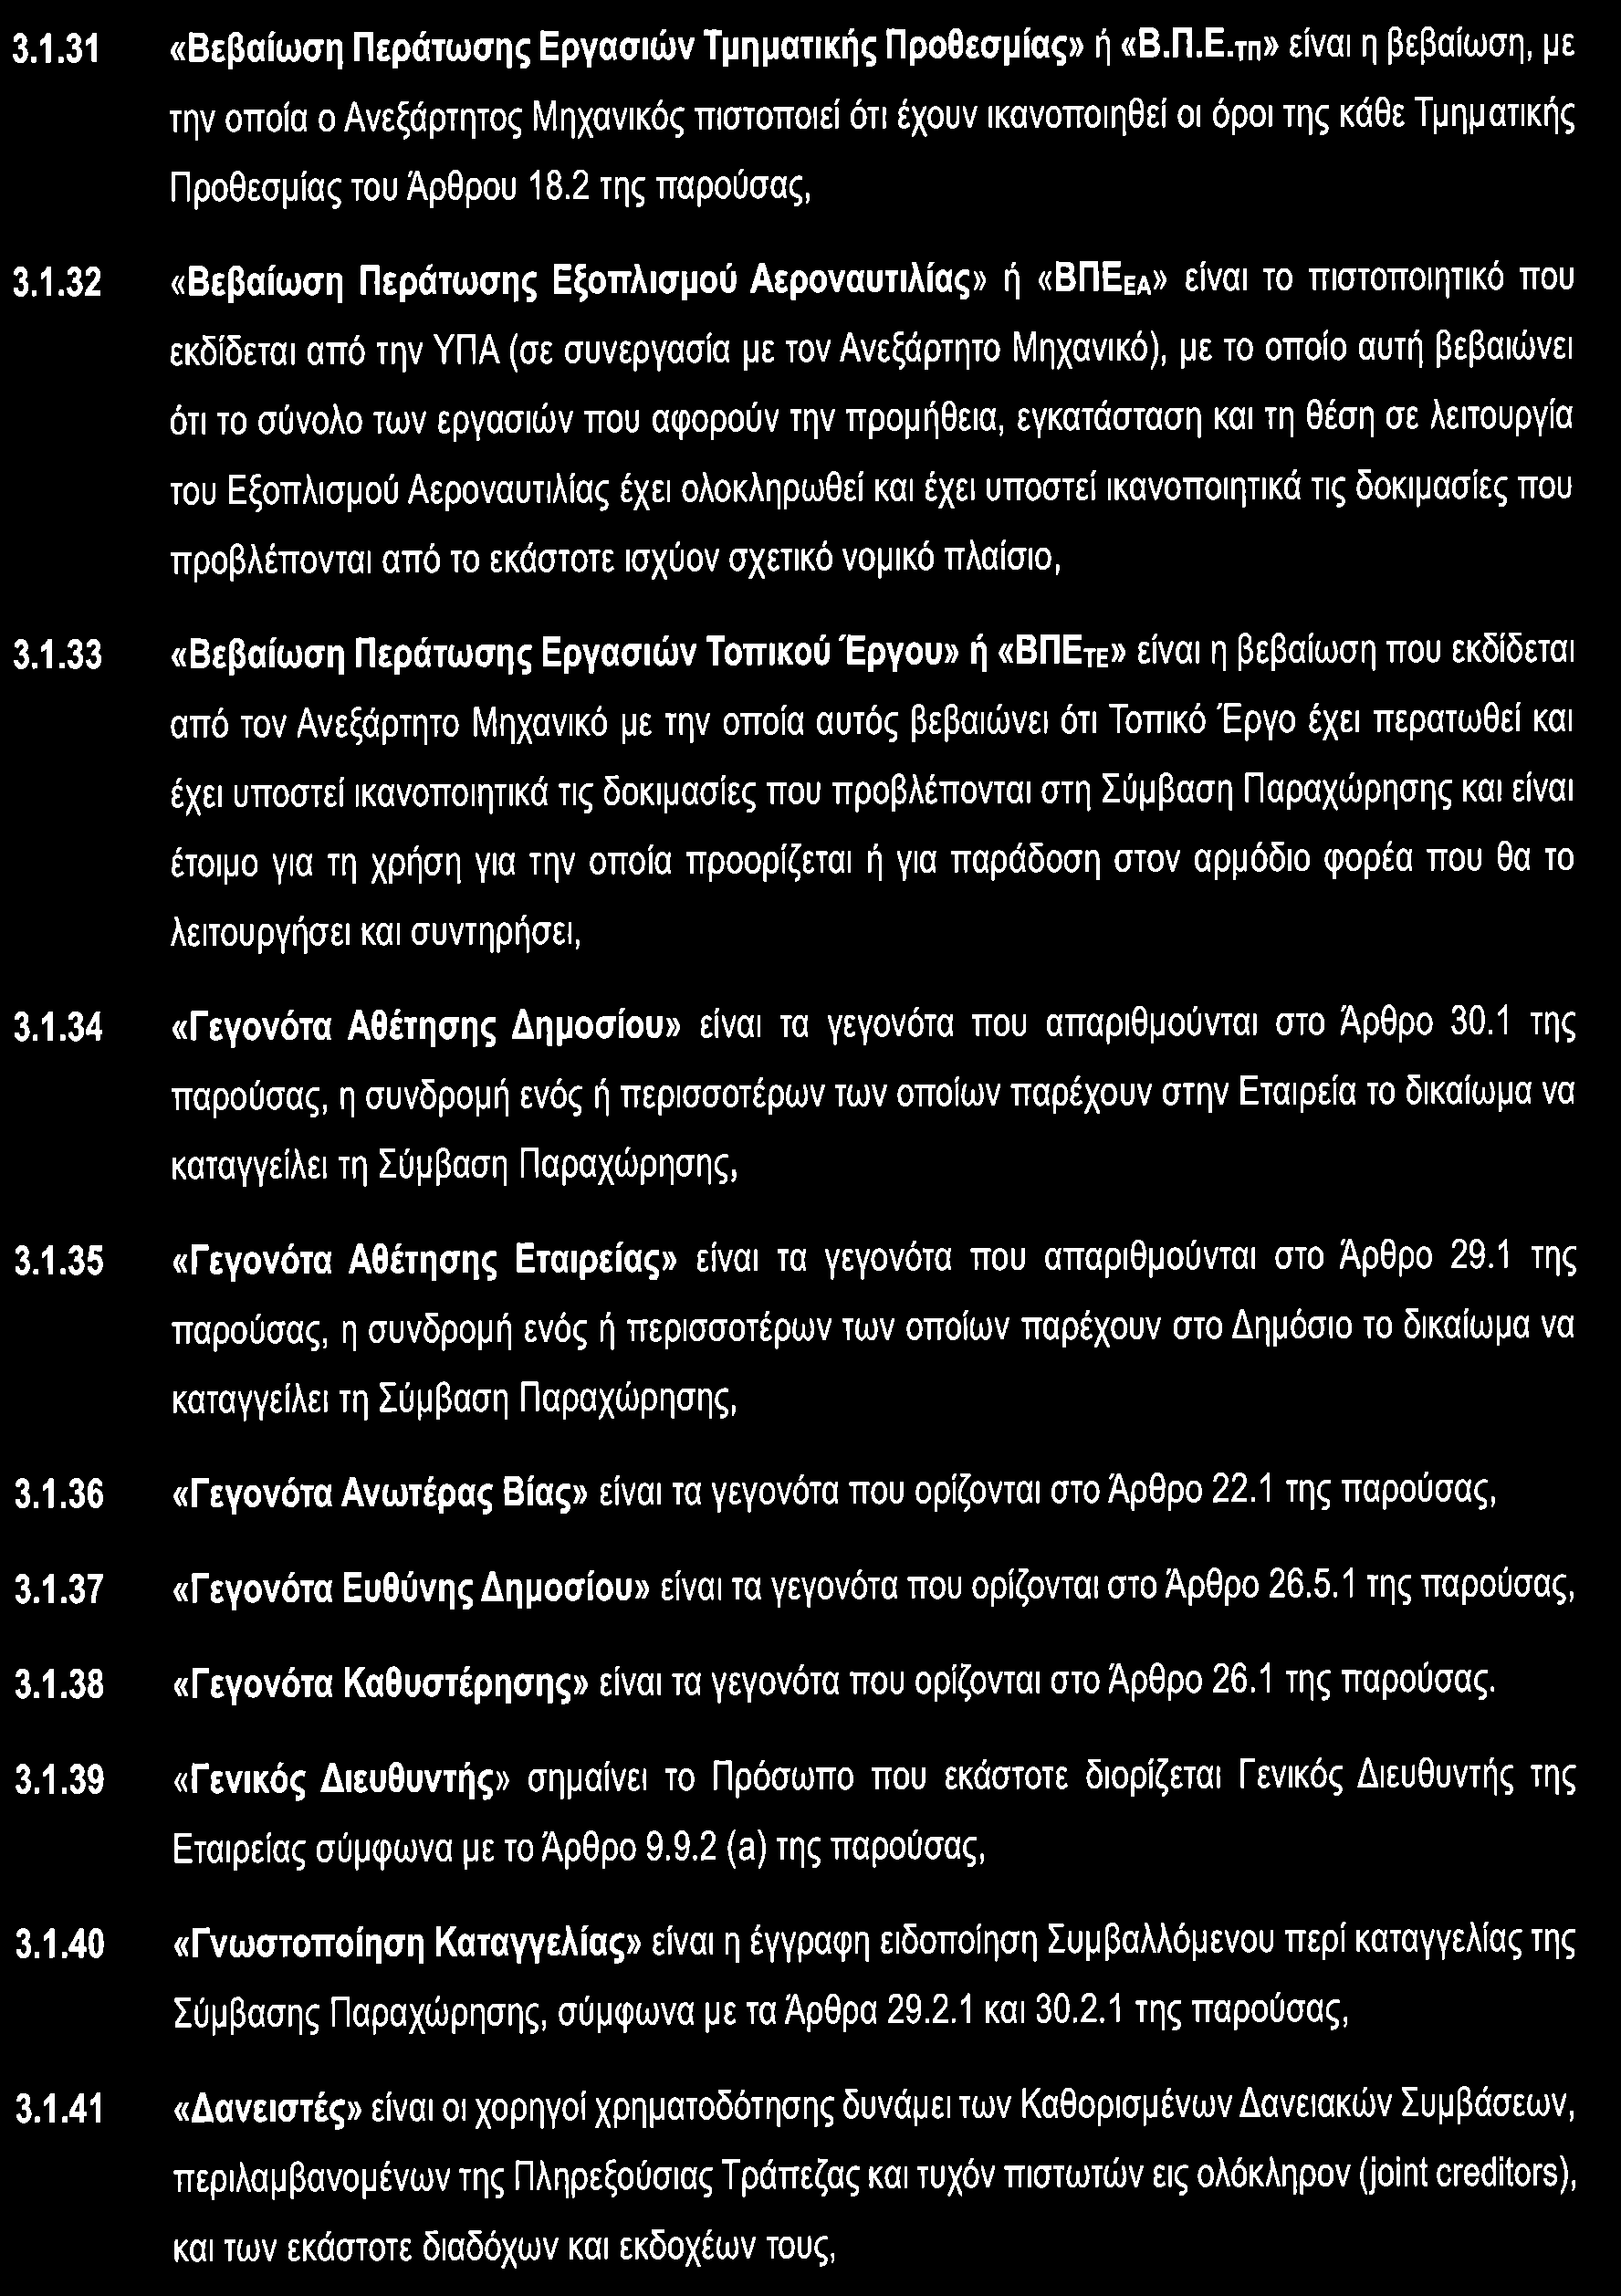 3.1.31 «Βεβαίωση Περάτωσης Εργασιών Τμηματικής Προθεσμίας» ή «Β.Π.Ε.ΤΠ» είναι η βεβαίωση, με
την οποία ο Ανεξάρτητος Μηχανικός πιστοποιεί ότι έχουν ικανοποιηθεί οι όροι της κάθε Τμηματικής
Προθεσμίας του Άρθρου 18.2 της παρούσας,
3.1.32 «Βεβαίωση Περάτωσης Εξοπλισμού Αεροναυτιλίας» ή «ΒΠΕΕΑ» είναι το πιστοποιητικό που
εκδίδεται από την ΥΠΑ (σε συνεργασία με τον Ανεξάρτητο Μηχανικό), με το οποίο αυτή βεβαιώνει
ότι το σύνολο των εργασιών που αφορούν την προμήθεια, εγκατάσταση και τη θέση σε λειτουργία
του Εξοπλισμού Αεροναυτιλίας έχει ολοκληρωθεί και έχει υποστεί ικανοποιητικά τις δοκιμασίες που
προβλέπονται από το εκάστοτε ισχύον σχετικό νομικό πλαίσιο,
3.1.33 «Βεβαίωση Περάτωσης Εργασιών Τοπικού Έργου» ή «ΒΠΕΤΕ» είναι η βεβαίωση που εκδίδεται
από τον Ανεξάρτητο Μηχανικό με την οποία αυτός βεβαιώνει ότι Τοπικό Έργο έχει περατωθεί και
έχει υποστεί ικανοποιητικά τις δοκιμασίες που προβλέπονται στη Σύμβαση Παραχώρησης και είναι
έτοιμο για τη χρήση για την οποία προορίζεται ή για παράδοση στον αρμόδιο φορέα που θα το
λειτουργήσει και συντηρήσει,
3.1.34 «Γεγονότα Αθέτησης Δημοσίου» είναι τα γεγονότα που απαριθμούνται στο Άρθρο 30.1 της
παρούσας, η συνδρομή ενός ή περισσοτέρων των οποίων παρέχουν στην Εταιρεία το δικαίωμα να
καταγγείλει τη Σύμβαση Παραχώρησης,
3.1.35 «Γεγονότα Αθέτησης Εταιρείας» είναι τα γεγονότα που απαριθμούνται στο Άρθρο 29.1 της
παρούσας, η συνδρομή ενός ή περισσοτέρων των οποίων παρέχουν στο Δημόσιο το δικαίωμα να
καταγγείλει τη Σύμβαση Παραχώρησης,
3.1.36 «Γεγονότα Ανωτέρας Βίας» είναι τα γεγονότα που ορίζονται στο Άρθρο 22.1 της παρούσας,
3.1.37 «Γεγονότα Ευθύνης Δημοσίου» είναι τα γεγονότα που ορίζονται στο Άρθρο 26.5.1 της παρούσας,
3.1.38 «Γεγονότα Καθυστέρησης» είναι τα γεγονότα που ορίζονται στο Άρθρο 26.1 της παρούσας.
3.1.39 «Γενικός Διευθυντής» σημαίνει το Πρόσωπο που εκάστοτε διορίζεται Γενικός Διευθυντής της
Εταιρείας σύμφωνα με το Άρθρο 9.9.2 (a) της παρούσας,
3.1.40 «Γνωστοποίηση Καταγγελίας» είναι η έγγραφη ειδοποίηση Συμβαλλόμενου περί καταγγελίας της
Σύμβασης Παραχώρησης, σύμφωνα με τα Άρθρα 29.2.1 και 30.2.1 της παρούσας,
3.1.41 «Δανειστές» είναι οι χορηγοί χρηματοδότησης δυνάμει των Καθορισμένων Δανειακών Συμβάσεων,
περιλαμβανομένων της Πληρεξούσιας Τράπεζας και τυχόν πιστωτών εις ολόκληρον (joint creditors),
και των εκάστοτε διαδόχων και εκδοχέων τους,